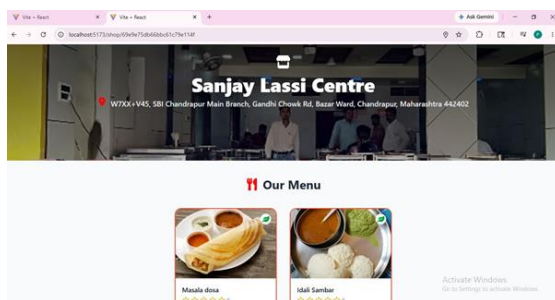 Vite + React
Vite + React
Ask Gemini
localhost:5173/shop/69e9e75db66bbc61c79e114f
Sanjay Lassi Centre
W7XX+V45, SBI Chandrapur Main Branch, Gandhi Chowk Rd, Bazar Ward, Chandrapur, Maharashtra 442402
Our Menu
Masala dosa
Idali Sambar
Activate Windows
Go to Settings to activate Windows.